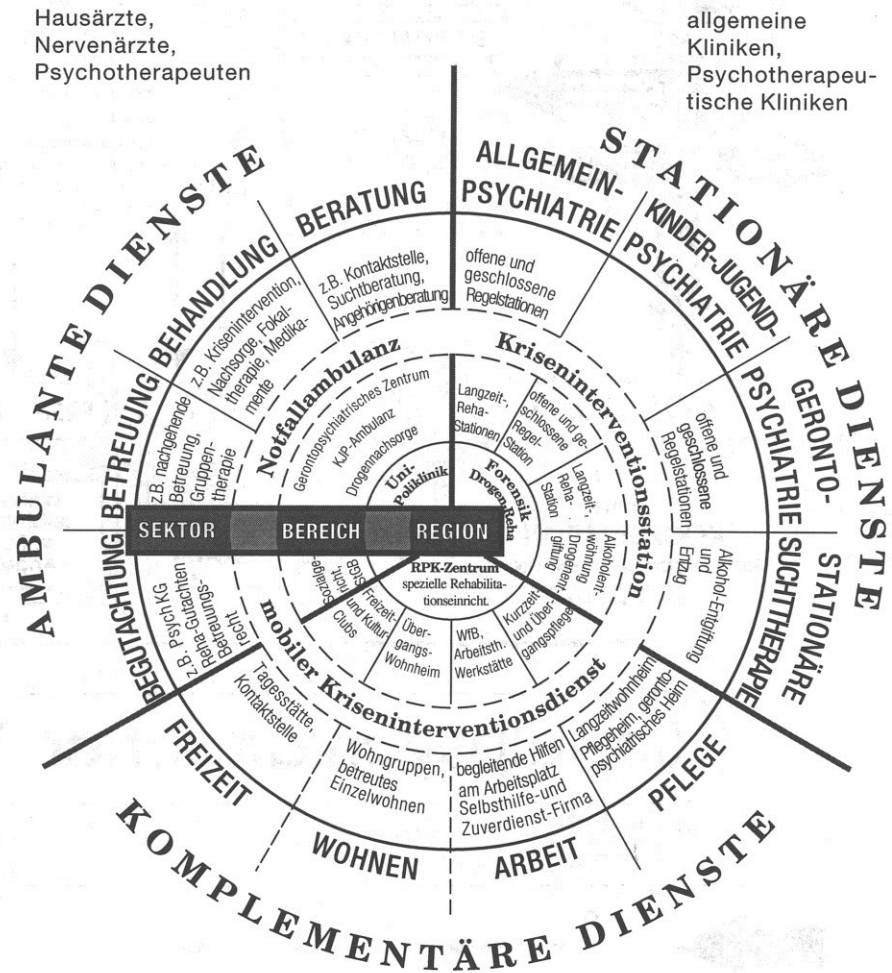 Hausärzte,
Nervenärzte,
Psychotherapeuten
allgemeine
Kliniken,
Psychotherapeu-
tische Kliniken
AMBULANTE DIENSTE
STATIONÄRE DIENSTE
KOMPLEMENTÄRE DIENSTE
BERATUNG
z.B. Kontaktstelle,
Suchtberatung,
Angehörigenberatung
BEHANDLUNG
z.B. Krisenintervention,
Nachsorge, Fokal-
therapie, Medika-
mente
BETREUUNG
z.B. nachgehende
Betreuung,
Gruppen-
therapie
BEGUTACHTUNG
z.B. PsychKG
Reha-Gutachten
Betreuungs-
recht
ALLGEMEIN-
PSYCHIATRIE
offene und
geschlossene
Regelstationen
KINDER-JUGEND-
PSYCHIATRIE
GERONTO-
PSYCHIATRIE
offene und
geschlossene
Regelstationen
STATIONÄRE
SUCHTTHERAPIE
Alkohol-Entgiftung
und
Entzug
PFLEGE
Langzeitwohnheim
Pflegeheim, geronto-
psychiatrisches Heim
ARBEIT
begleitende Hilfen
am Arbeitsplatz
Selbsthilfe-und
Zuverdienst-Firma
WOHNEN
Wohngruppen,
betreutes
Einzelwohnen
FREIZEIT
Tagesstätte,
Kontaktstelle
Notfallambulanz
Kriseninterventionsstation
mobiler Kriseninterventionsdienst
Gerontopsychiatrisches Zentrum
KJP-Ambulanz
Drogennachsorge
Langzeit-,
Reha-
Stationen
offene und ge-
schlossene
Regel-
Station
Langzeit-,
Reha-
Station
Alkoholent-
wöhnung
Drogenent-
giftung
Kurzzeit-
und Über-
gangspflege
WfB,
Arbeitsth.
Werkstätte
Über-
gangs-
Wohnheim
Freizeit-
und Kultur-
Clubs
Sozialge-
richt,
StGB
Uni-
Poliklinik
Forensik
Drogen Reha
RPK-Zentrum
spezielle Rehabilita-
tionseinricht.
SEKTOR BEREICH REGION